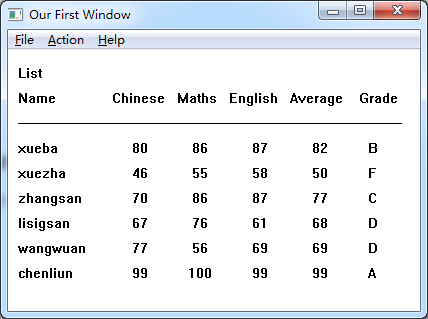 Our First Window
File Action Help
List
Name Chinese Maths English Average Grade
xueba 80 86 87 82 B
xuezha 46 55 58 50 F
zhangsan 70 86 87 77 C
lisigsan 67 76 61 68 D
wangwuan 77 56 69 69 D
chenliun 99 100 99 99 A